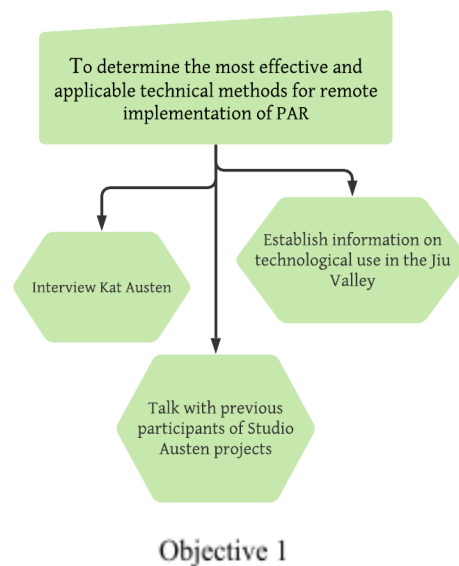 To determine the most effective and
applicable technical methods for remote
implementation of PAR
Interview Kat Austen
Establish information on
technological use in the Jiu
Valley
Talk with previous
participants of Studio
Austen projects
Objective 1